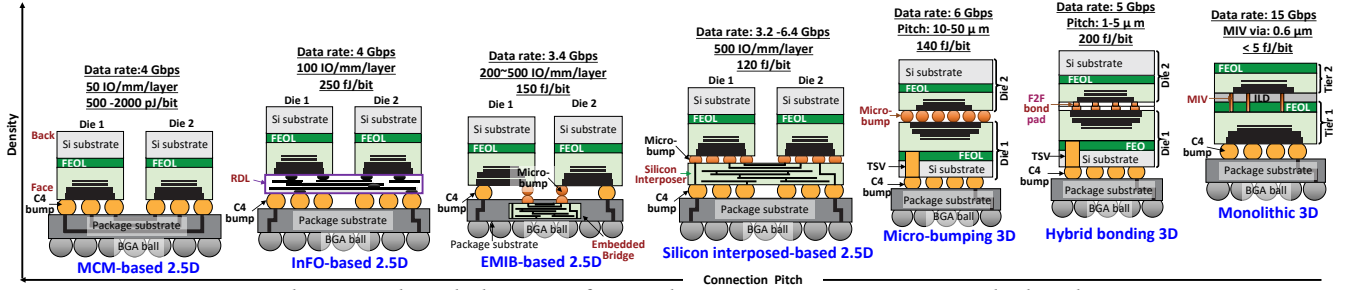 Density
Data rate:4 Gbps
50 IO/mm/layer
500 -2000 pJ/bit
Die 1
Back
Si substrate
Si substrate
FEOL
Face
C4
bump
Package substrate
BGA ball
MCM-based 2.5D
Data rate: 4 Gbps
100 IO/mm/layer
250 fJ/bit
Die 1
Die 2
Si substrate
Si substrate
FEOL
RDL
C4
bump
Package substrate
BGA ball
InFO-based 2.5D
Data rate: 3.4 Gbps
200~500 IO/mm/layer
150 fJ/bit
Die 1
Die 2
Si substrate
Si substrate
FEOL
Micro-
bump
C4
bump
BGA ball
Package substrate
Embedded
Bridge
EMIB-based 2.5D
Data rate: 3.2 -6.4 Gbps
500 IO/mm/layer
120 fJ/bit
Die 1
Die 2
Si substrate
Si substrate
FEOL
Micro-
bump
Silicon
Interposer
C4
bump
Package substrate
BGA ball
Silicon interposed-based 2.5D
Data rate: 6 Gbps
Pitch: 10-50 μ m
140 fJ/bit
Si substrate
FEOL
Die 2
Micro-
bump
Die 1
FEOL
TSV
Si substrate
C4
bump
Package substrate
BGA ball
Micro-bumping 3D
Data rate: 5 Gbps
Pitch: 1-5 μ m
200 fJ/bit
Si substrate
FEOL
Die 2
F2F
bond
pad
Die1
FEO
TSV
Si substrate
C4
bump
Package substrate
BGA ball
Hybrid bonding 3D
Data rate: 15 Gbps
MIV via: 0.6 μm
< 5 fJ/bit
FEOL
Tier 2
MIV
ILD
FEOL
Tier 1
C4
bump
Package substrate
BGA ball
Monolithic 3D
Connection Pitch